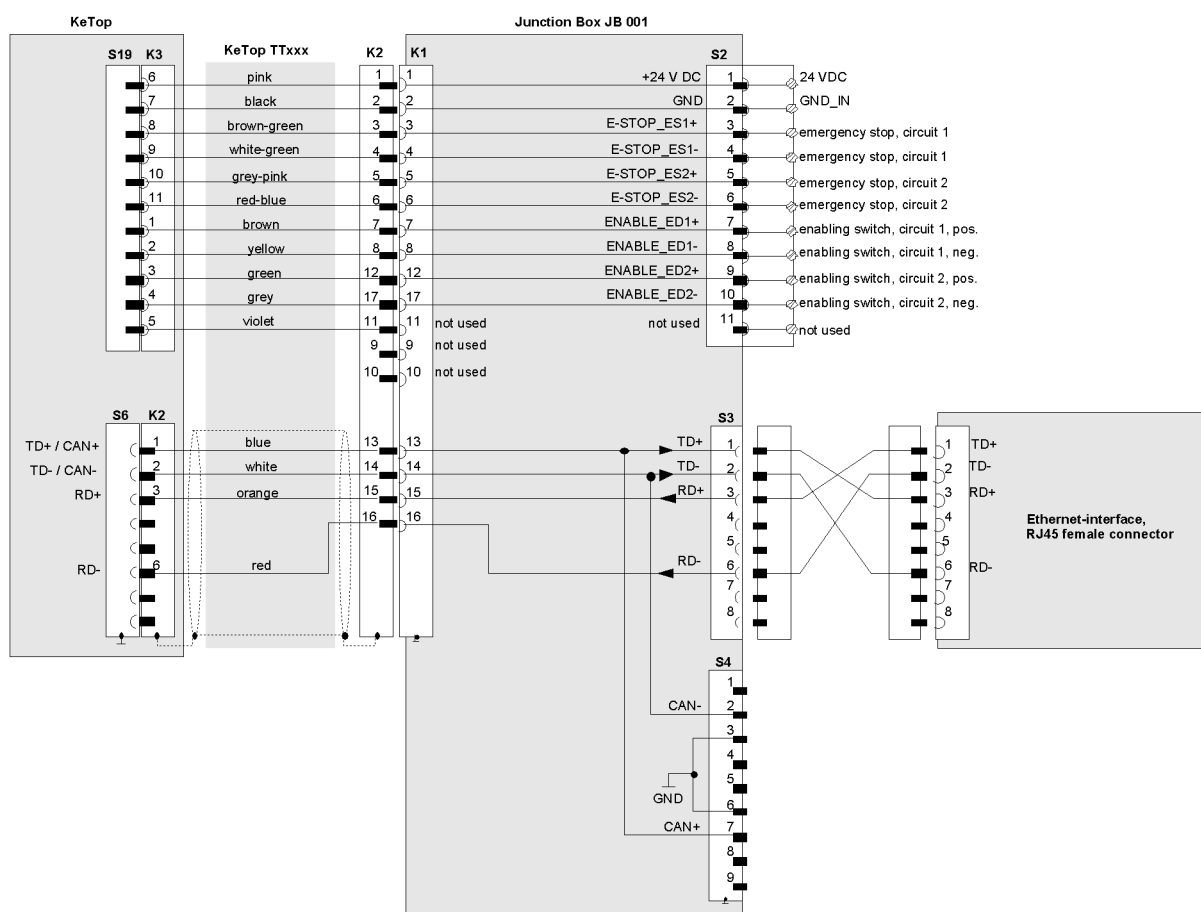 KeTop
Junction Box JB 001
S19 K3 KeTop TTxxx K2 K1 S2
6 pink 1 1 +24 V DC 1 24 VDC
7 black 2 2 GND 2 GND_IN
8 brown-green 3 3 E-STOP_ES1+ 3 emergency stop, circuit 1
9 white-green 4 4 E-STOP_ES1- 4 emergency stop, circuit 1
10 grey-pink 5 5 E-STOP_ES2+ 5 emergency stop, circuit 2
11 red-blue 6 6 E-STOP_ES2- 6 emergency stop, circuit 2
1 brown 7 7 ENABLE_ED1+ 7 enabling switch, circuit 1, pos.
2 yellow 8 8 ENABLE_ED1- 8 enabling switch, circuit 1, neg.
3 green 12 12 ENABLE_ED2+ 9 enabling switch, circuit 2, pos.
4 grey 17 17 ENABLE_ED2- 10 enabling switch, circuit 2, neg.
5 violet 11 11 not used not used 11 not used
9 9 not used
10 10 not used
S6 K2 S3
TD+ / CAN+ 1 blue 13 13 TD+ 1 1 TD+
TD- / CAN- 2 white 14 14 TD- 2 2 TD-
RD+ 3 orange 15 15 RD+ 3 3 RD+
16 16 4 4
5 5
RD- 6 red RD- 6 6 RD-
7 7
8 8
Ethernet-interface,
RJ45 female connector
S4
1
CAN- 2
3
4
5
GND
6
CAN+ 7
8
9